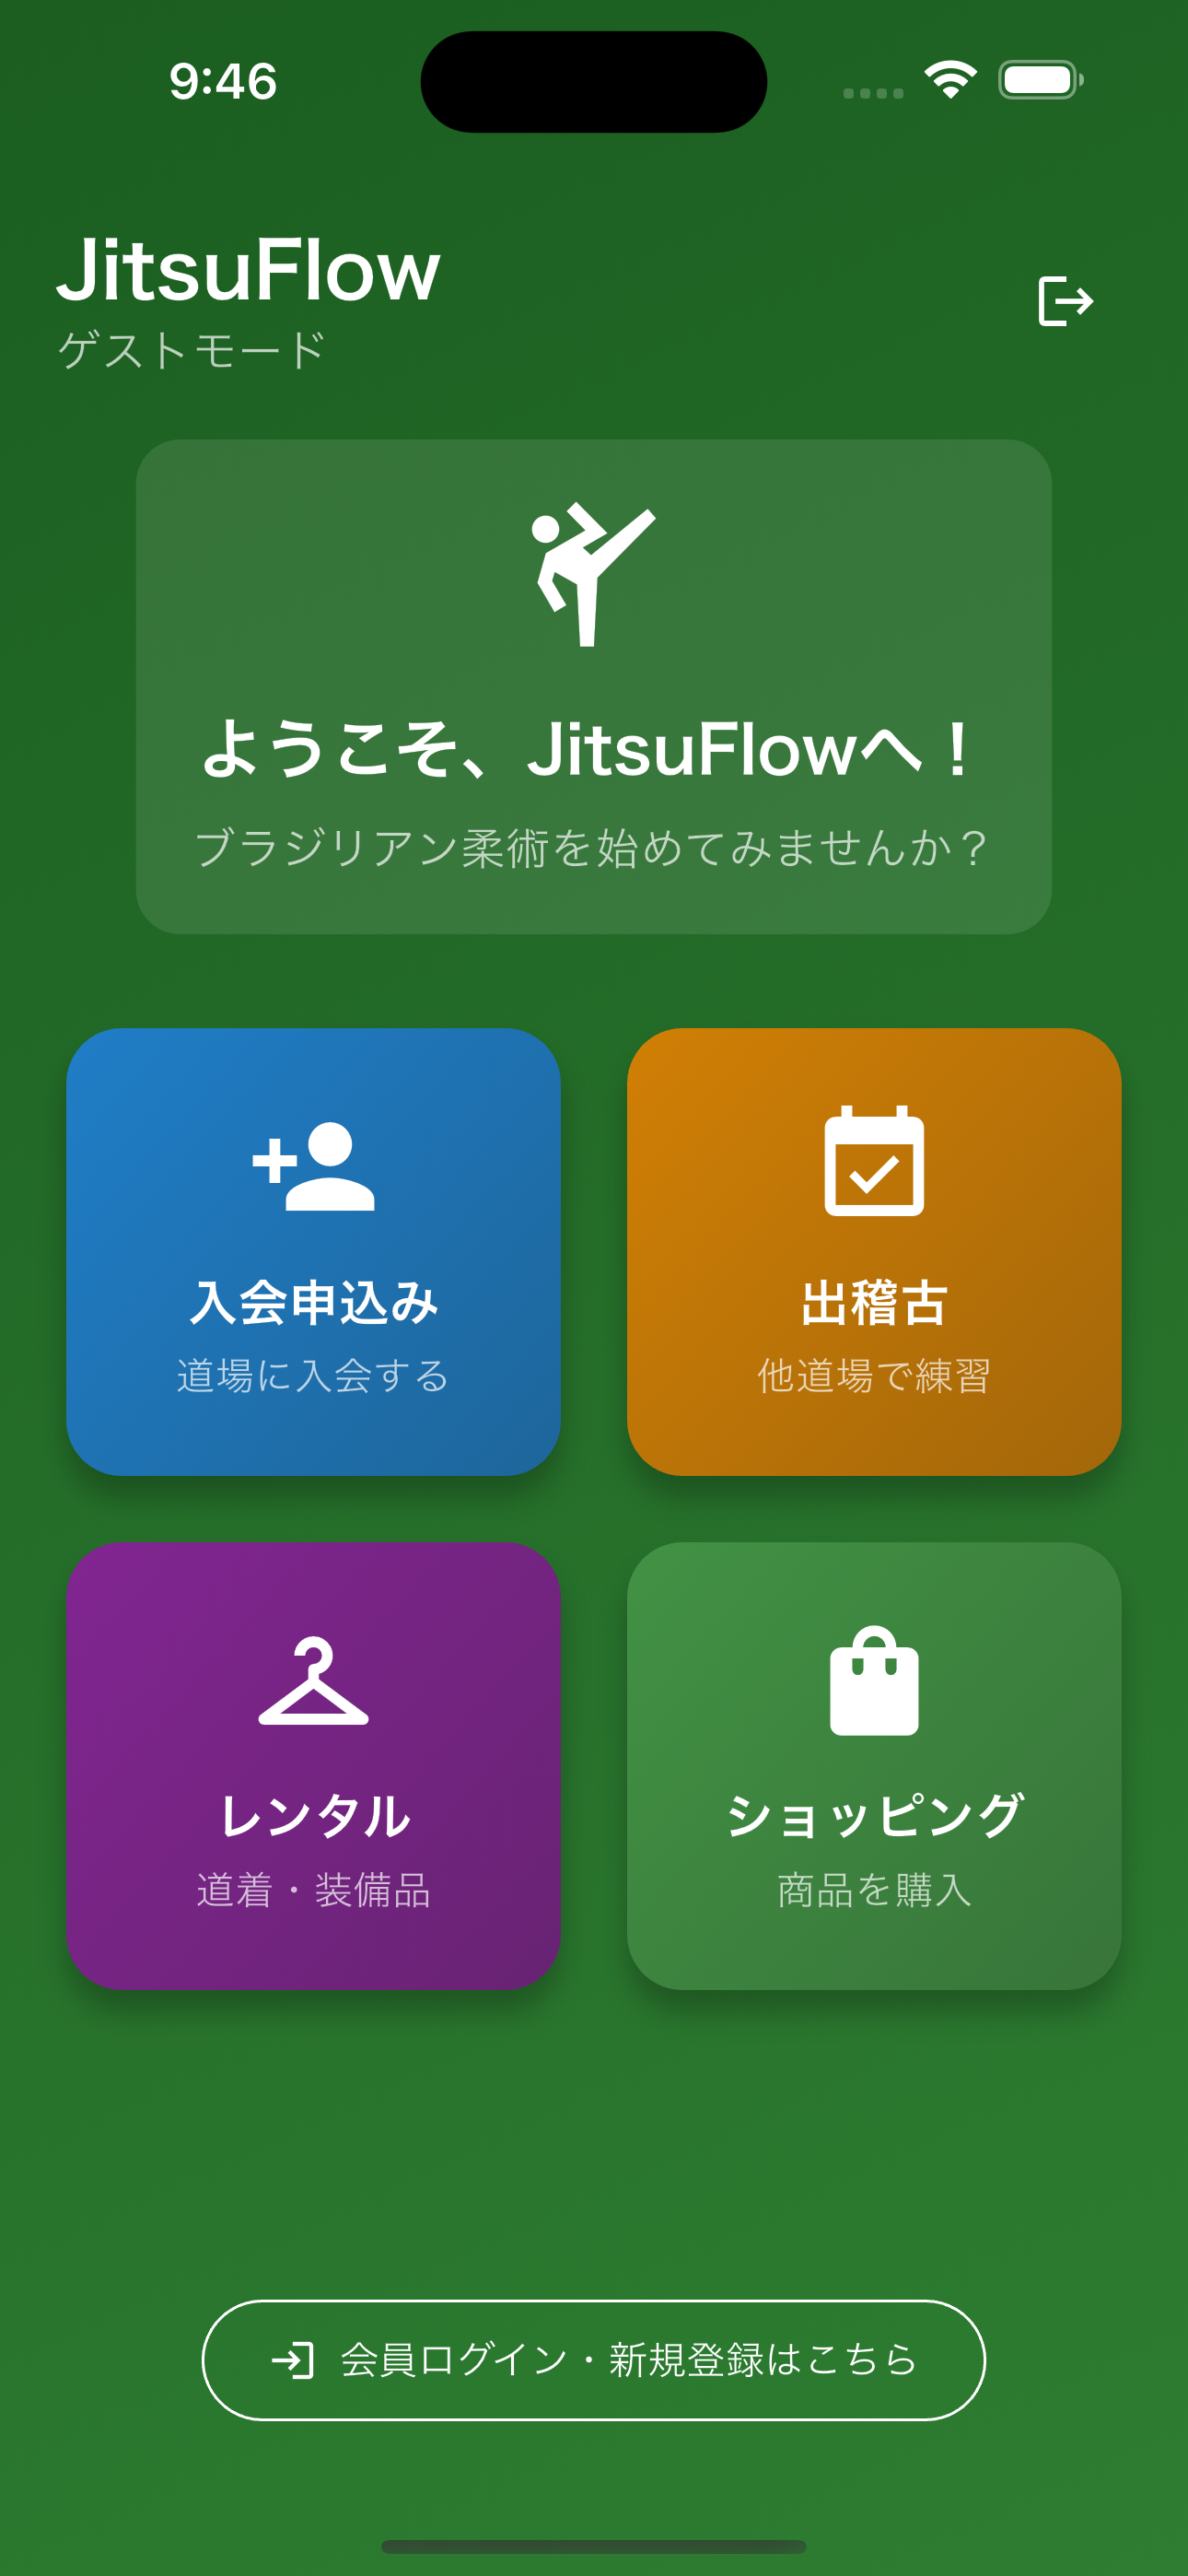 9:46
JitsuFlow
ゲストモード
ようこそ、JitsuFlowへ！
ブラジリアン柔術を始めてみませんか？
入会申込み
道場に入会する
出稽古
他道場で練習
レンタル
道着・装備品
ショッピング
商品を購入
会員ログイン・新規登録はこちら